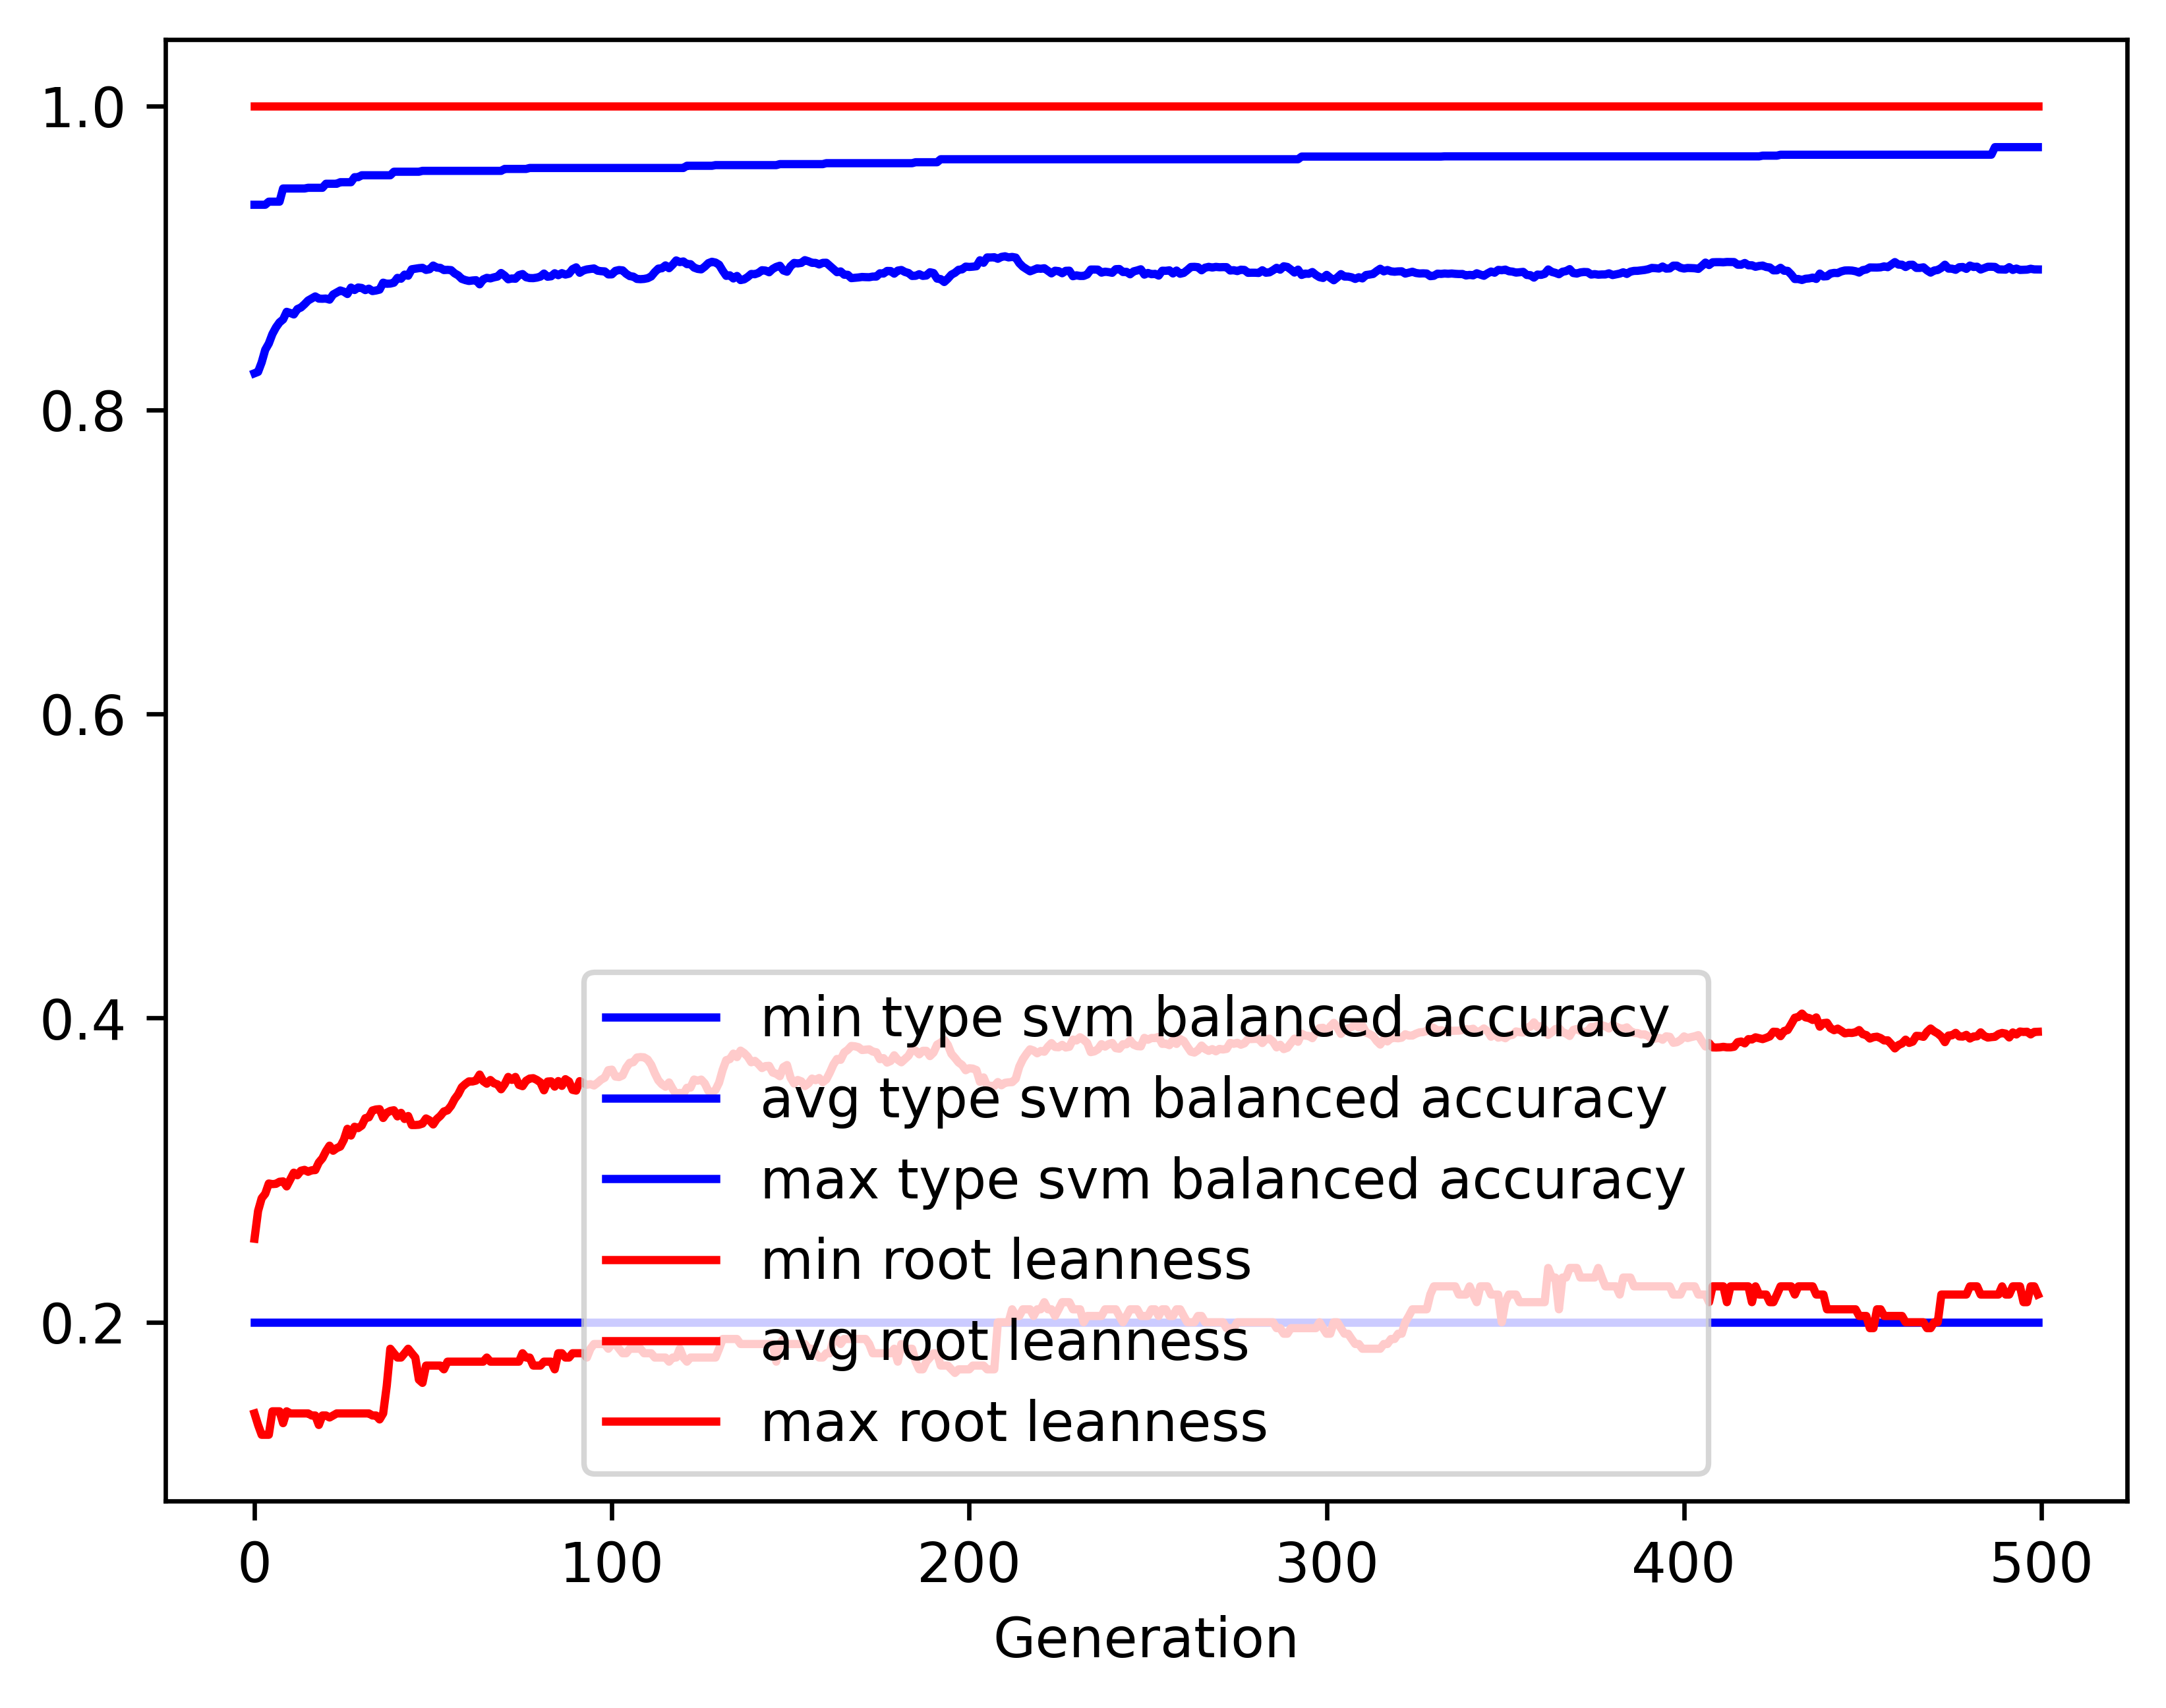 1.0
0.8
0.6
0.4
0.2
min type svm balanced accuracy
avg type svm balanced accuracy
max type svm balanced accuracy
min root leanness
avg root leanness
max root leanness
0 100 200 300 400 500
Generation